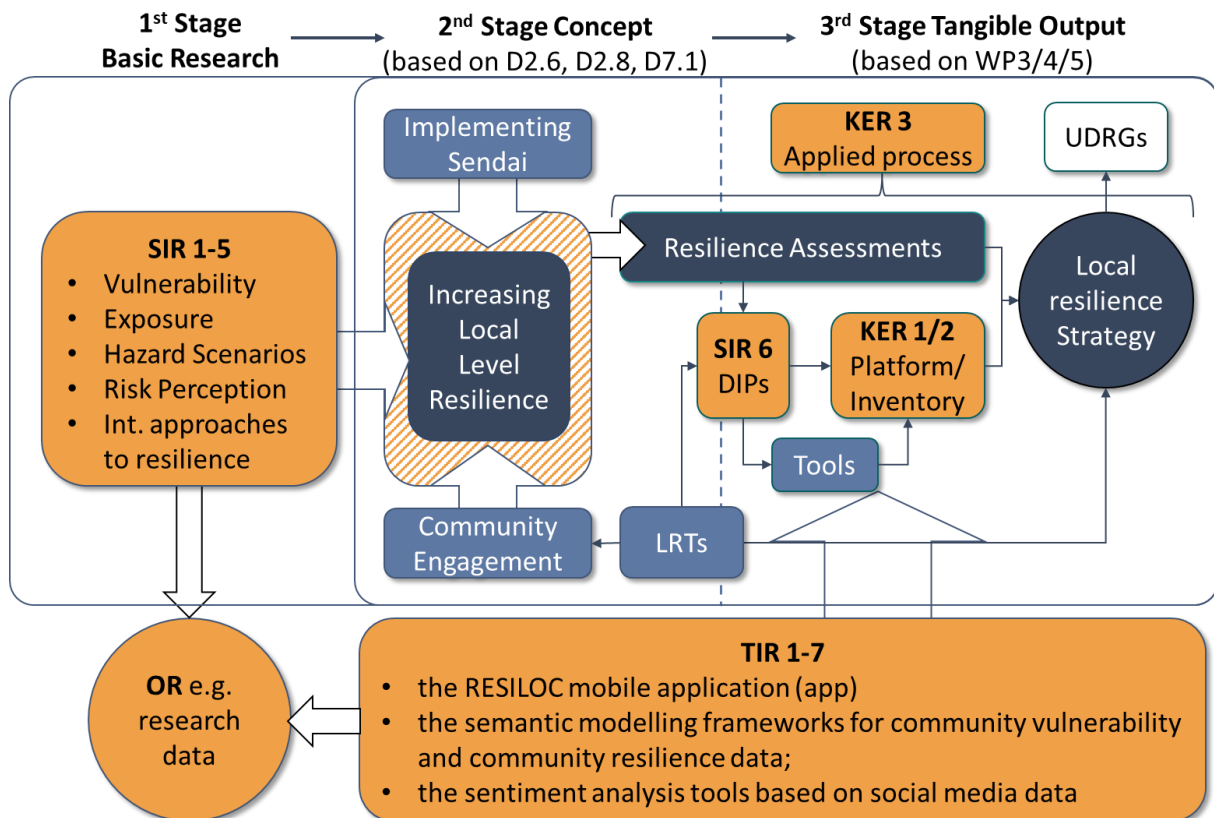 1st Stage
Basic Research
2nd Stage Concept
(based on D2.6, D2.8, D7.1)
3rd Stage Tangible Output
(based on WP3/4/5)
Implementing
Sendai
KER 3
Applied process
UDRGs
SIR 1-5
• Vulnerability
• Exposure
• Hazard Scenarios
• Risk Perception
• Int. approaches
to resilience
Increasing
Local
Level
Resilience
Resilience Assessments
Local
resilience
Strategy
SIR 6
DIPs
KER 1/2
Platform/
Inventory
Tools
Community
Engagement
LRTs
OR e.g.
research
data
TIR 1-7
• the RESILOC mobile application (app)
• the semantic modelling frameworks for community vulnerability
and community resilience data;
• the sentiment analysis tools based on social media data